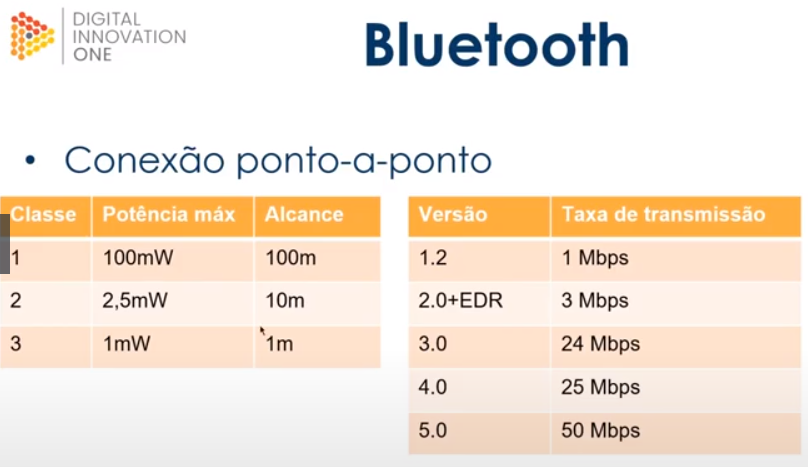 DIGITAL
INNOVATION
ONE
Bluetooth
• Conexão ponto-a-ponto
Classe Potência máx Alcance
1 100mW 100m
2 2,5mW 10m
3 1mW 1m
Versão Taxa de transmissão
1.2 1 Mbps
2.0+EDR 3 Mbps
3.0 24 Mbps
4.0 25 Mbps
5.0 50 Mbps